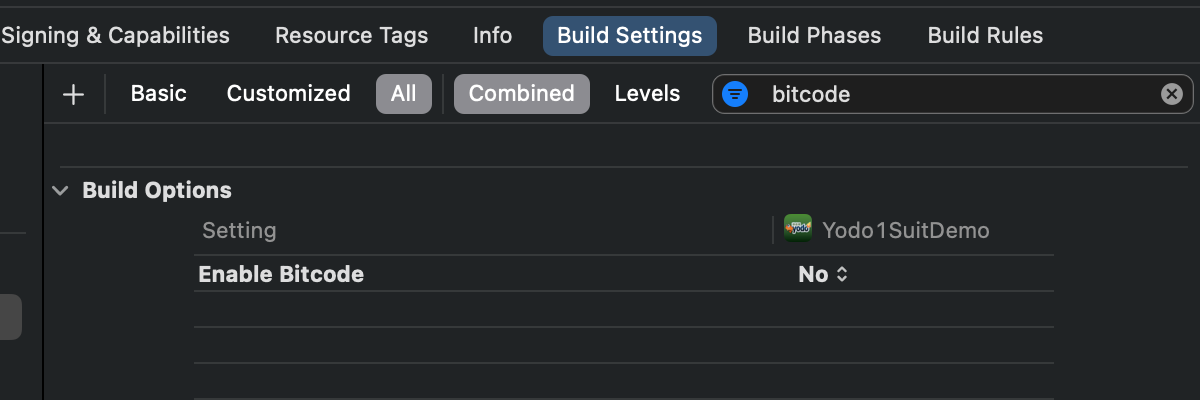 Signing & Capabilities Resource Tags Info Build Settings Build Phases Build Rules
Basic Customized All Combined Levels bitcode
Build Options
Setting Yodo1SuitDemo
Enable Bitcode No